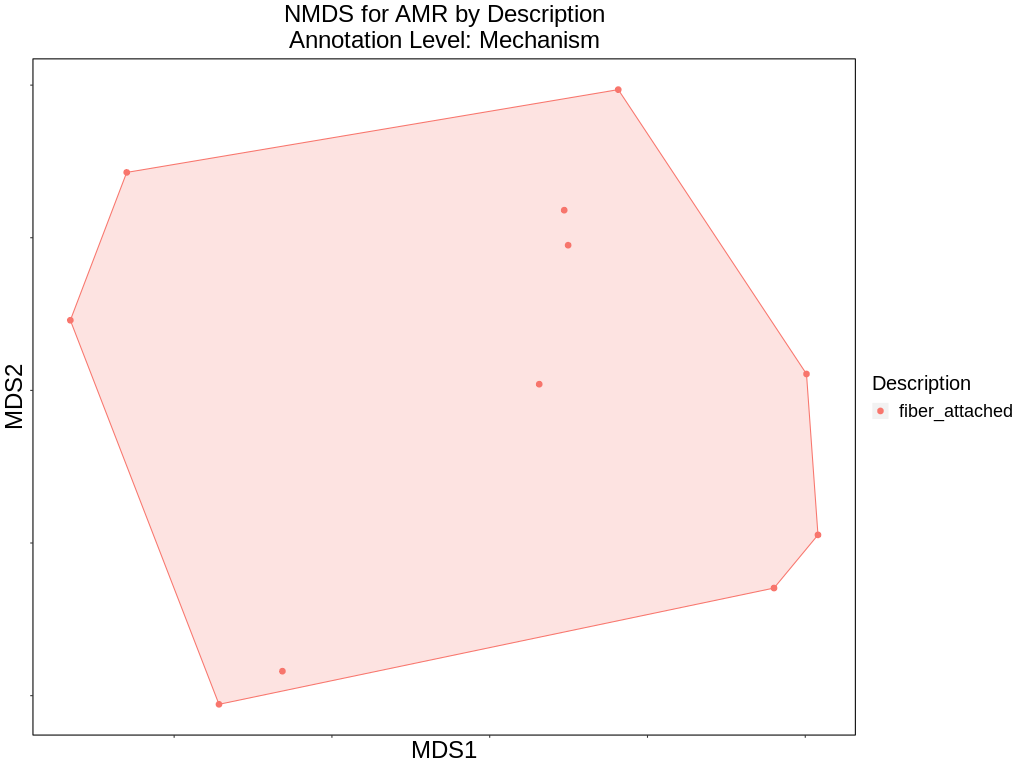 NMDS for AMR by Description
Annotation Level: Mechanism
MDS2
MDS1
Description
fiber_attached